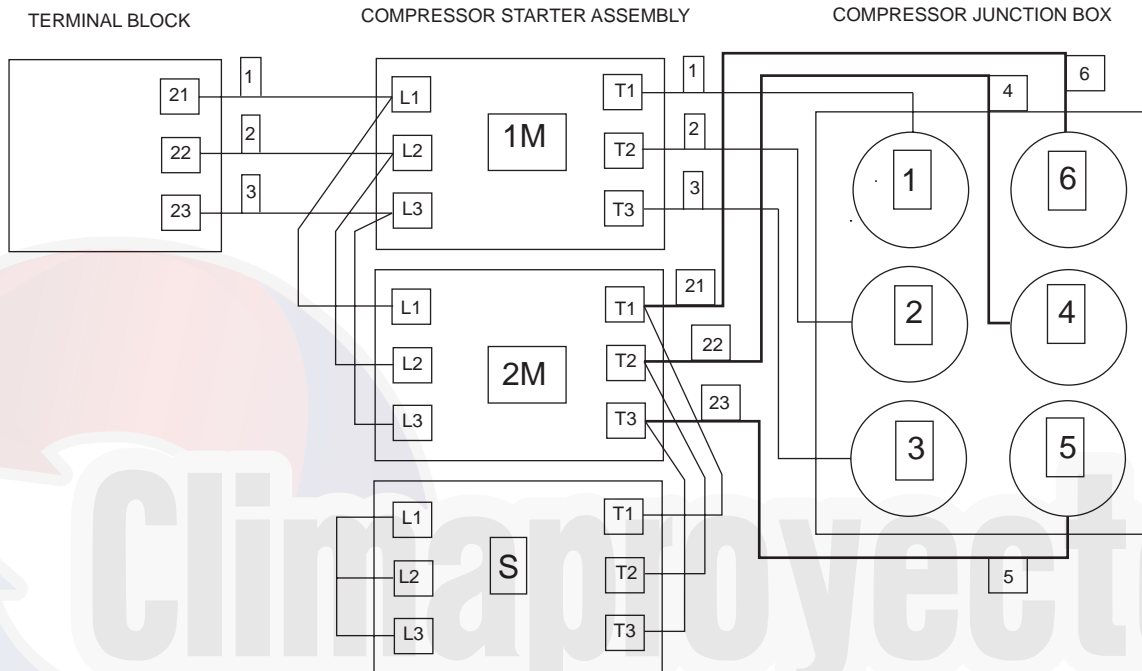 TERMINAL BLOCK
COMPRESSOR STARTER ASSEMBLY
COMPRESSOR JUNCTION BOX
21
1
22
2
23
3
L1
L2
L3
1M
T1
T2
T3
1
2
3
L1
L2
L3
2M
T1
T2
T3
21
22
23
L1
L2
L3
S
T1
T2
T3
6
4
1
6
2
4
3
5
5